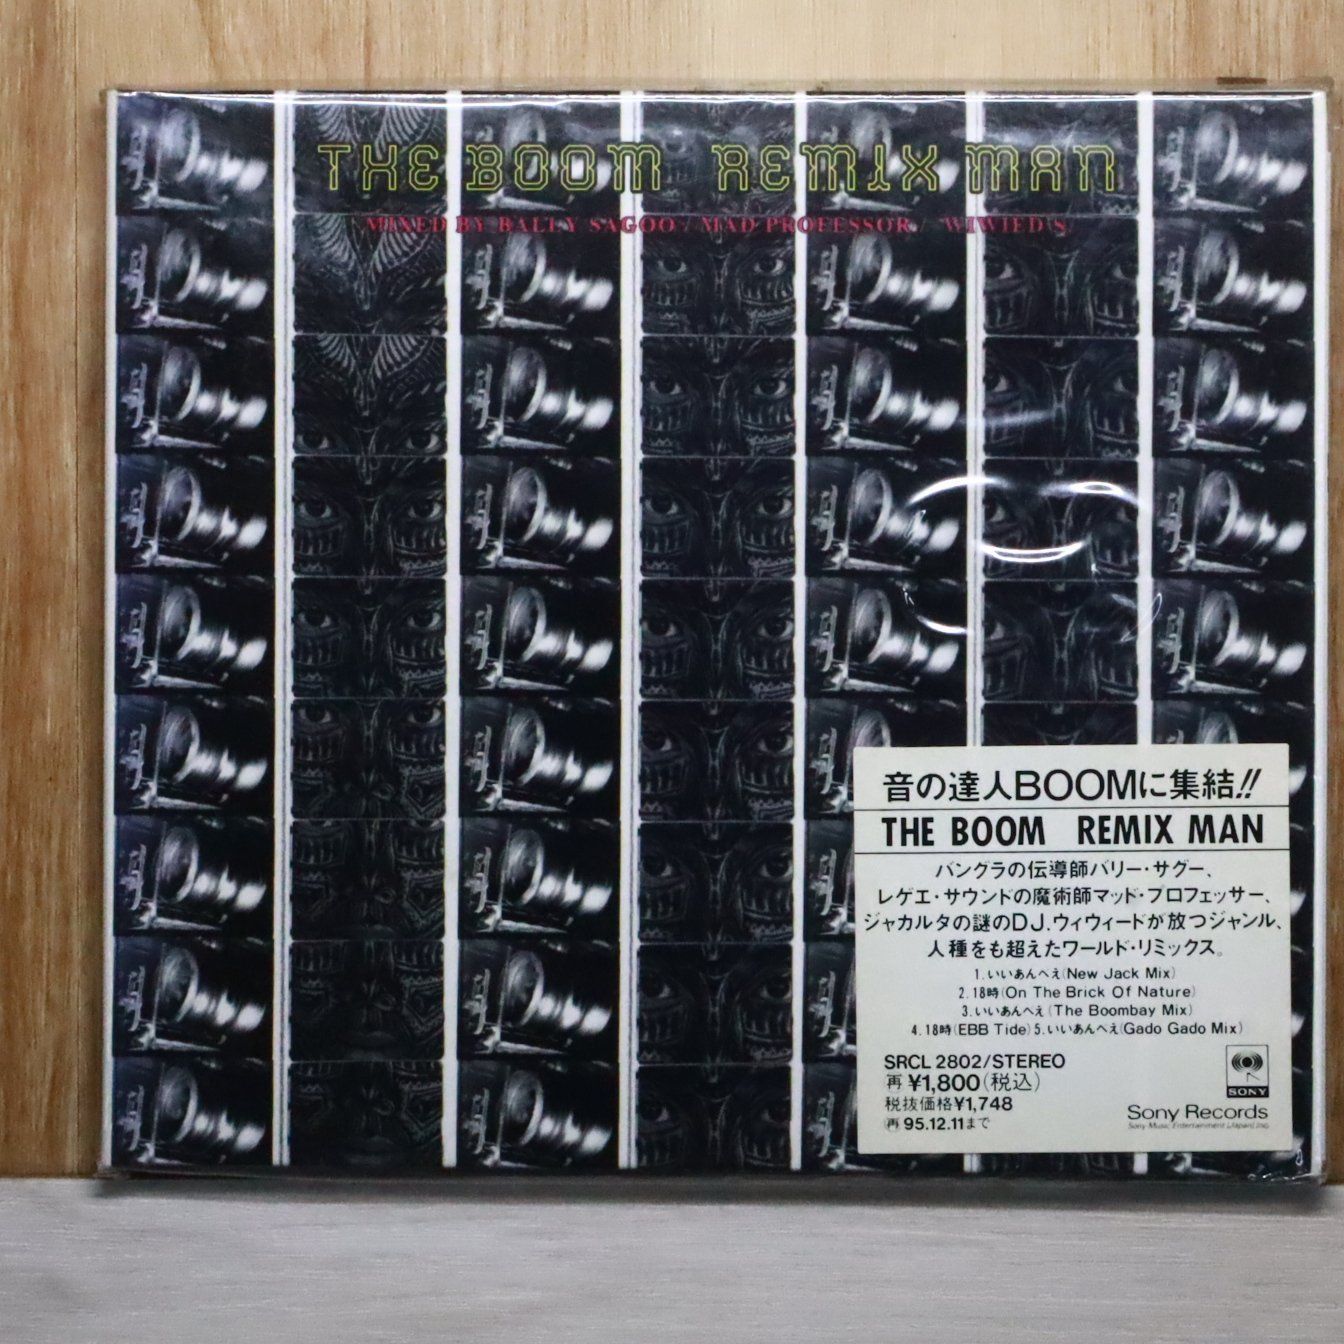 THE BOOM REMIX MAN
MIXED BY BALLY SAGOO / MAD PROFESSOR / "WIWIED'S"
音の達人BOOMに集結!!
THE BOOM REMIX MAN
バングラの伝導師バリー・サグー、
レゲエ・サウンドの魔術師マッド・プロフェッサー、
ジャカルタの謎のDJ.ウィウィードが放つジャンル、
人種をも超えたワールド・リミックス。
1.いいあんべえ(New Jack Mix)
2.18時(On The Brick Of Nature)
3.いいあんべえ(The Boombay Mix)
4.18時(EBB Tide)5.いいあんべえ(Gado Gado Mix)
SRCL 2802/STEREO
再¥1,800(税込)
税抜価格¥1,748
再95.12.11まで
SONY
Sony Records
Sony Music Entertainment (Japan) Inc.